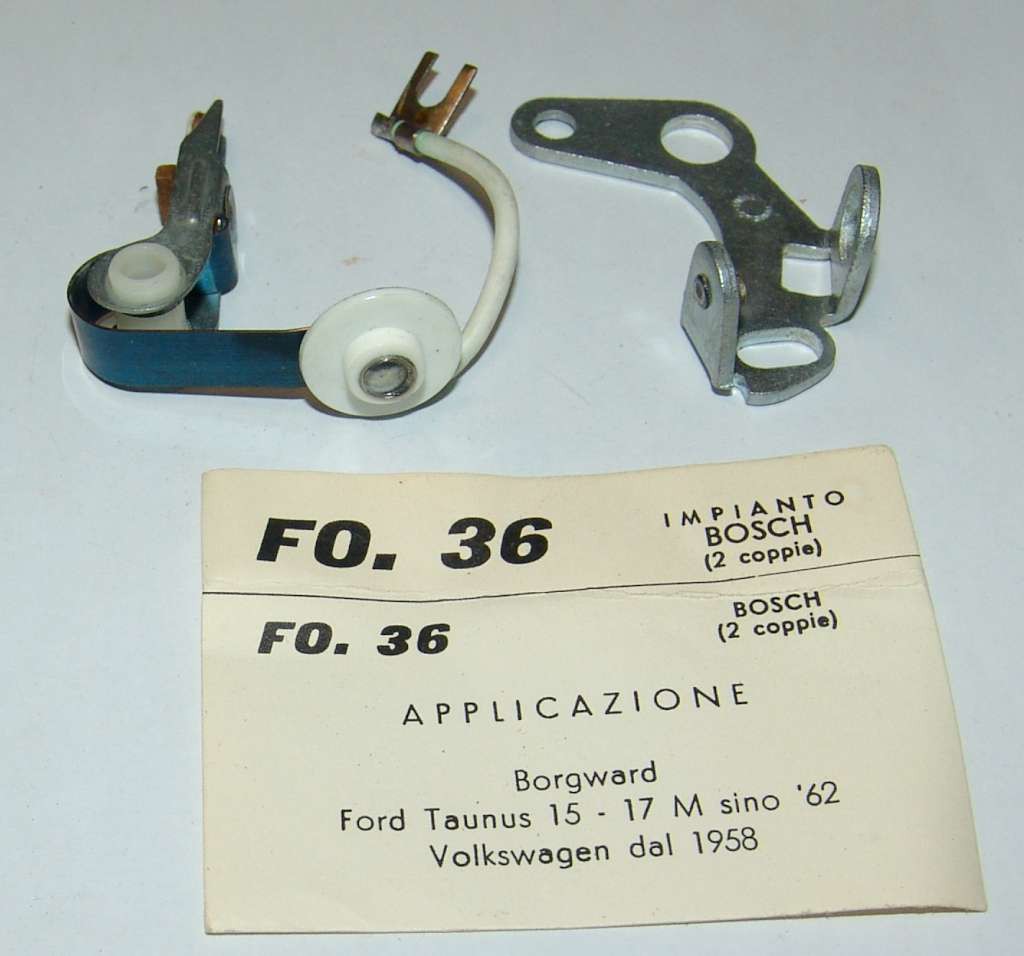 FO. 36
IMPIANTO
BOSCH
(2 coppie)
FO. 36
BOSCH
(2 coppie)
APPLICAZIONE
Borgward
Ford Taunus 15 - 17 M sino '62
Volkswagen dal 1958